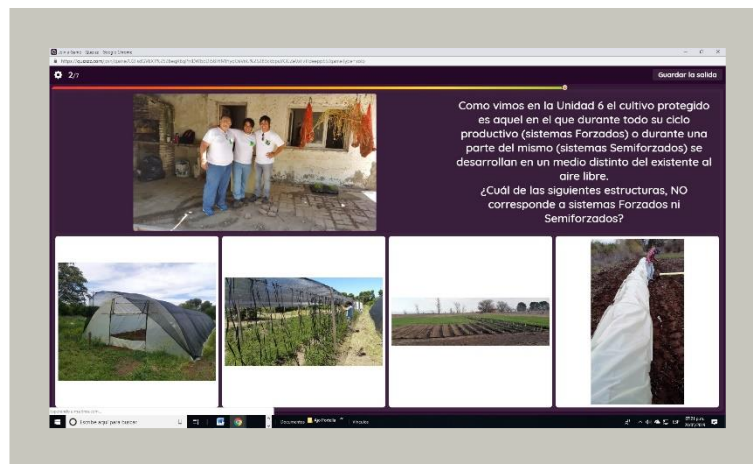 2/7
Guardar la salida
Como vimos en la Unidad 6 el cultivo protegido
es aquel en el que durante todo su ciclo
productivo (sistemas Forzados) o durante una
parte del mismo (sistemas Semiforzados) se
desarrollan en un medio distinto del existente al
aire libre.
¿Cuál de las siguientes estructuras, NO
corresponde a sistemas Forzados ni
Semiforzados?
Escribe aquí para buscar
Documentos
Vínculos
ESP